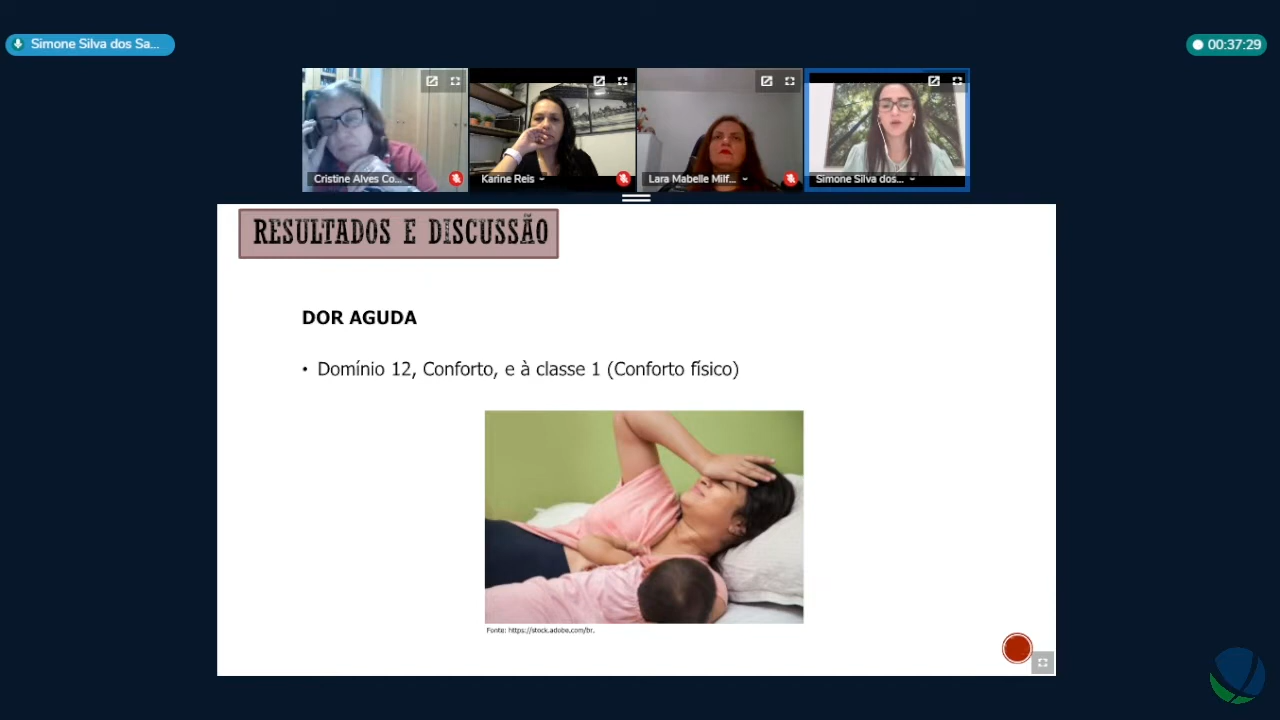 Simone Silva dos Sa...
00:37:29
Cristine Alves Co...
Karine Reis
Lara Mabelle Milf...
Simone Silva dos...
RESULTADOS E DISCUSSÃO
DOR AGUDA
• Domínio 12, Conforto, e à classe 1 (Conforto físico)
Fonte: https://stock.adobe.com/br.